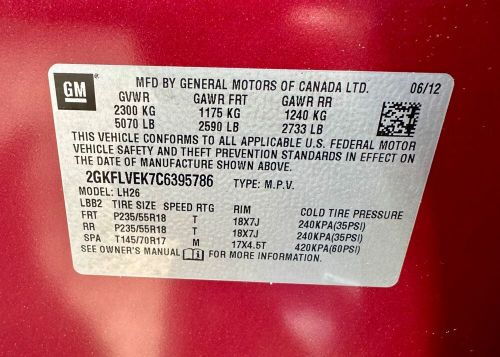 GM MFD BY GENERAL MOTORS OF CANADA LTD. 06/12
GVWR GAWR FRT GAWR RR
2300 KG 1175 KG 1240 KG
5070 LB 2590 LB 2733 LB
THIS VEHICLE CONFORMS TO ALL APPLICABLE U.S. FEDERAL MOTOR
VEHICLE SAFETY AND THEFT PREVENTION STANDARDS IN EFFECT ON
THE DATE OF MANUFACTURE SHOWN ABOVE.
2GKFLVEK7C6395786 TYPE: M.P.V.
MODEL: LH26
LBB2 TIRE SIZE SPEED RTG RIM COLD TIRE PRESSURE
FRT P235/55R18 T 18X7J 240KPA(35PSI)
RR P235/55R18 T 18X7J 240KPA(35PSI)
SPA T145/70R17 M 17X4.5T 420KPA(60PSI)
SEE OWNER'S MANUAL FOR MORE INFORMATION.